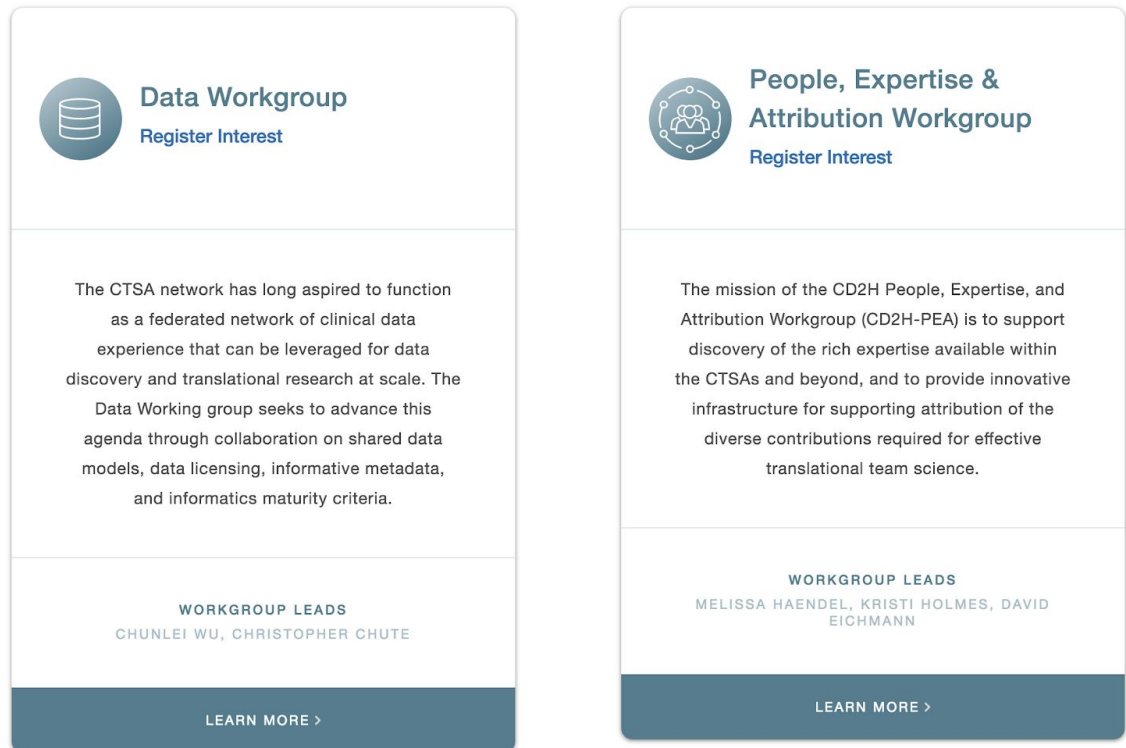 Data Workgroup
Register Interest
The CTSA network has long aspired to function
as a federated network of clinical data
experience that can be leveraged for data
discovery and translational research at scale. The
Data Working group seeks to advance this
agenda through collaboration on shared data
models, data licensing, informative metadata,
and informatics maturity criteria.
WORKGROUP LEADS
CHUNLEI WU, CHRISTOPHER CHUTE
LEARN MORE >
People, Expertise &
Attribution Workgroup
Register Interest
The mission of the CD2H People, Expertise, and
Attribution Workgroup (CD2H-PEA) is to support
discovery of the rich expertise available within
the CTSAs and beyond, and to provide innovative
infrastructure for supporting attribution of the
diverse contributions required for effective
translational team science.
WORKGROUP LEADS
MELISSA HAENDEL, KRISTI HOLMES, DAVID
EICHMANN
LEARN MORE >